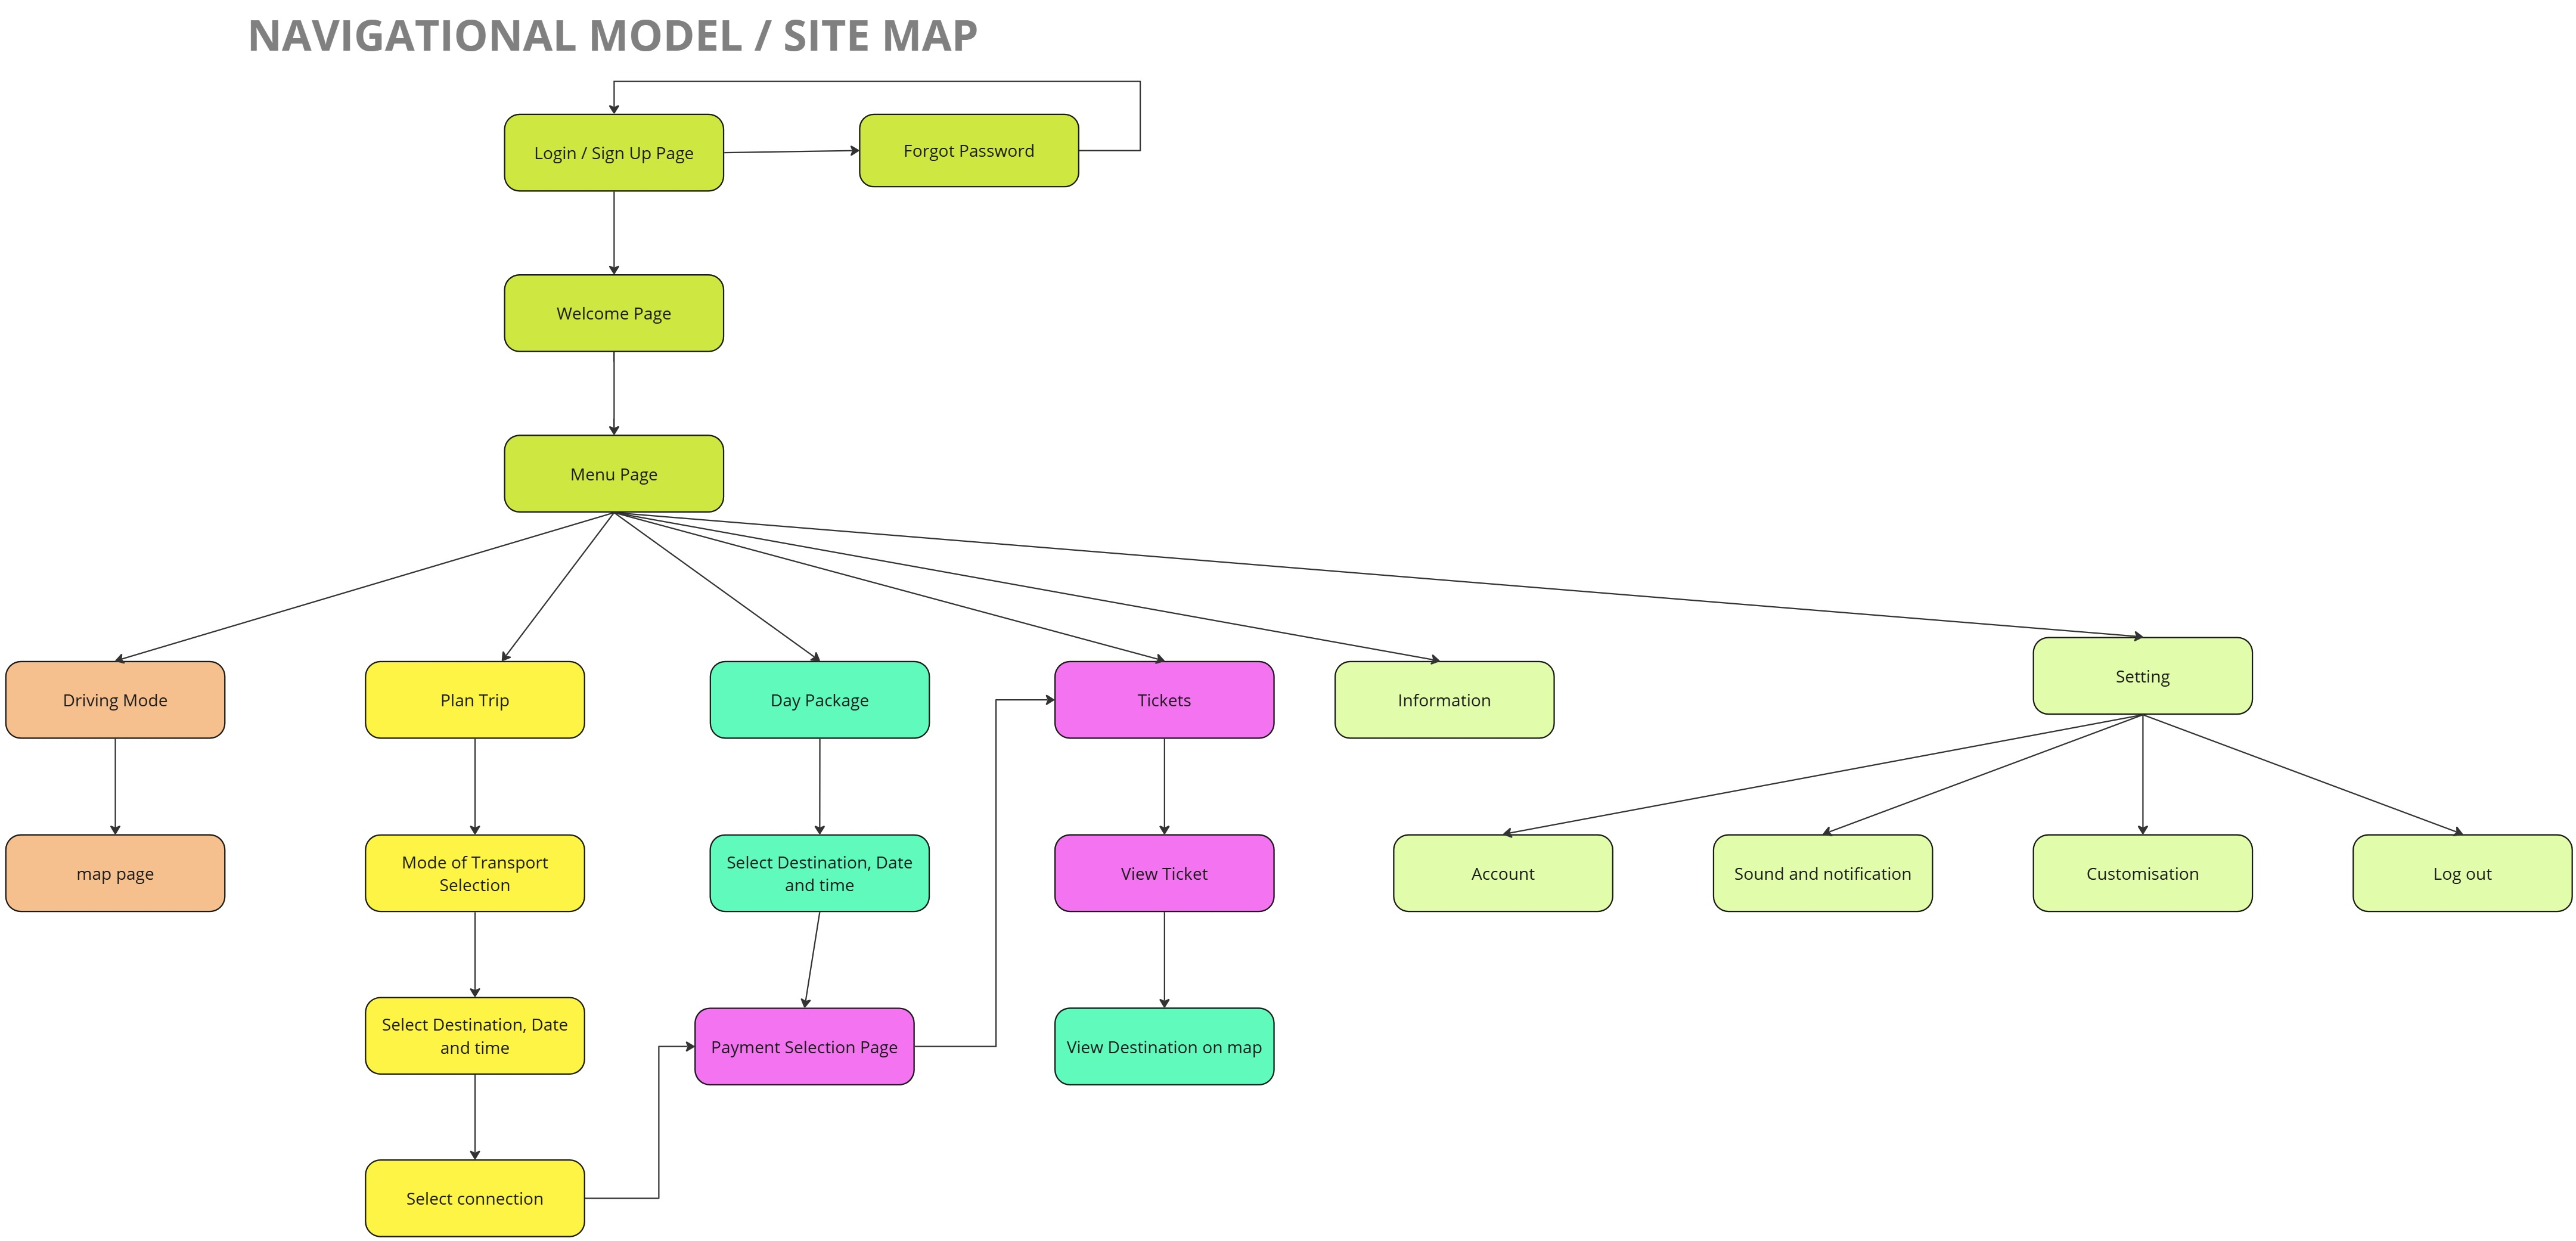 NAVIGATIONAL MODEL / SITE MAP
Login / Sign Up Page
Forgot Password
Welcome Page
Menu Page
Driving Mode
Plan Trip
Day Package
Tickets
Information
Setting
map page
Mode of Transport
Selection
Select Destination, Date
and time
View Ticket
Account
Sound and notification
Customisation
Log out
Select Destination, Date
and time
Payment Selection Page
View Destination on map
Select connection